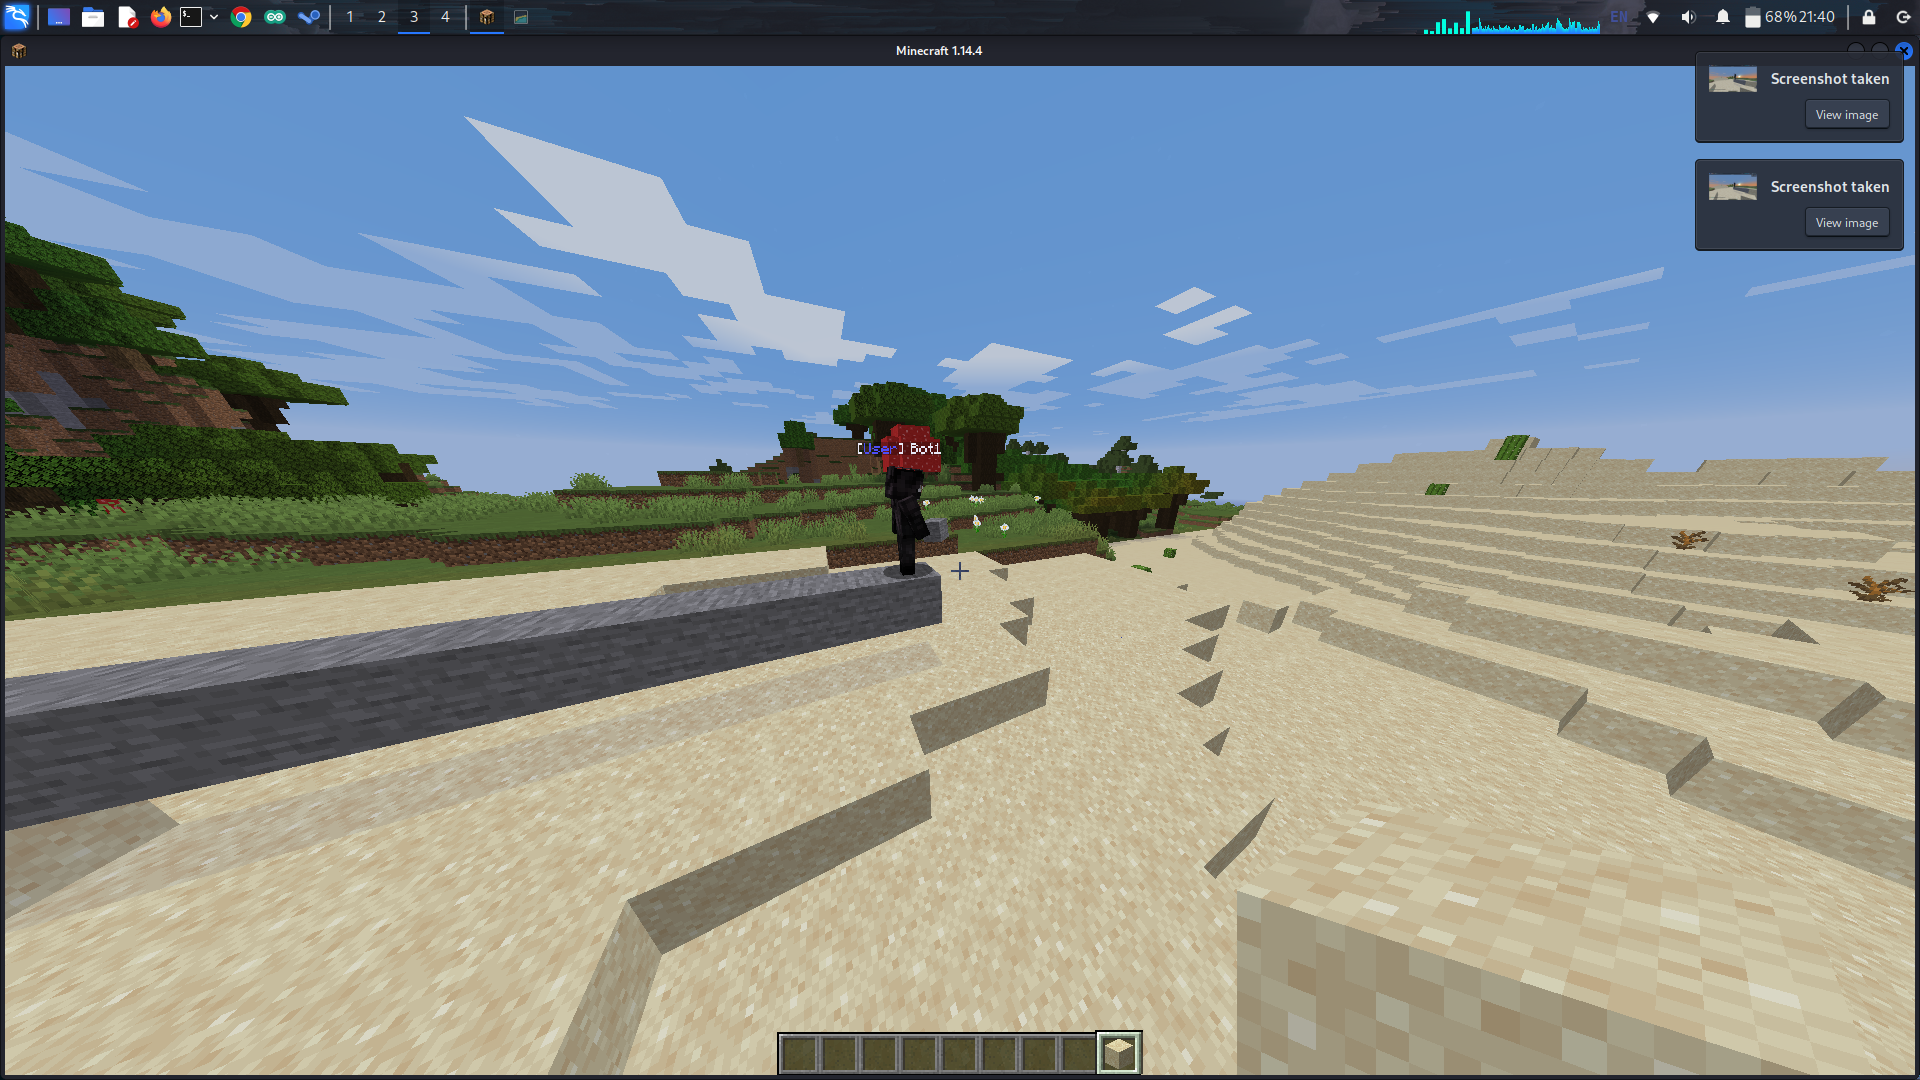 1 2 3 4
EN 68% 21:40
Minecraft 1.14.4
Screenshot taken
View image
Screenshot taken
View image
[User] Bot1